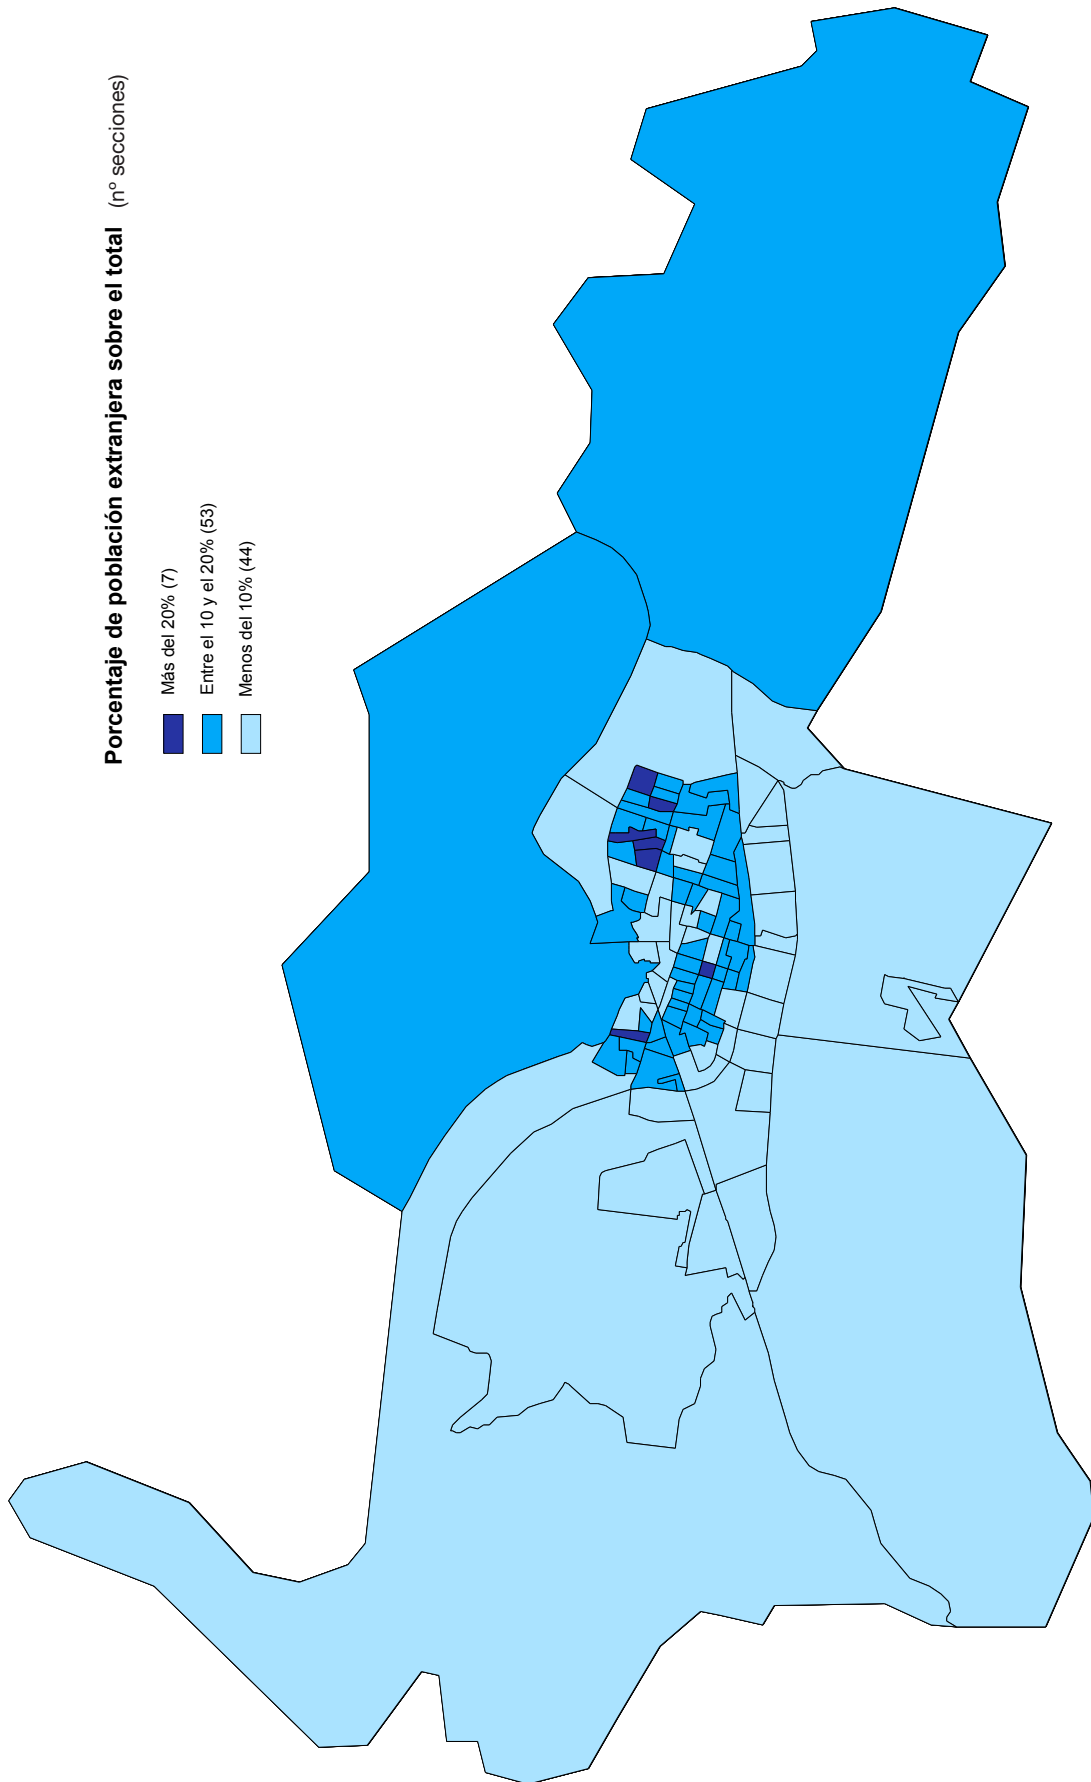 Porcentaje de población extranjera sobre el total (nº secciones)
Más del 20% (7)
Entre el 10 y el 20% (53)
Menos del 10% (44)